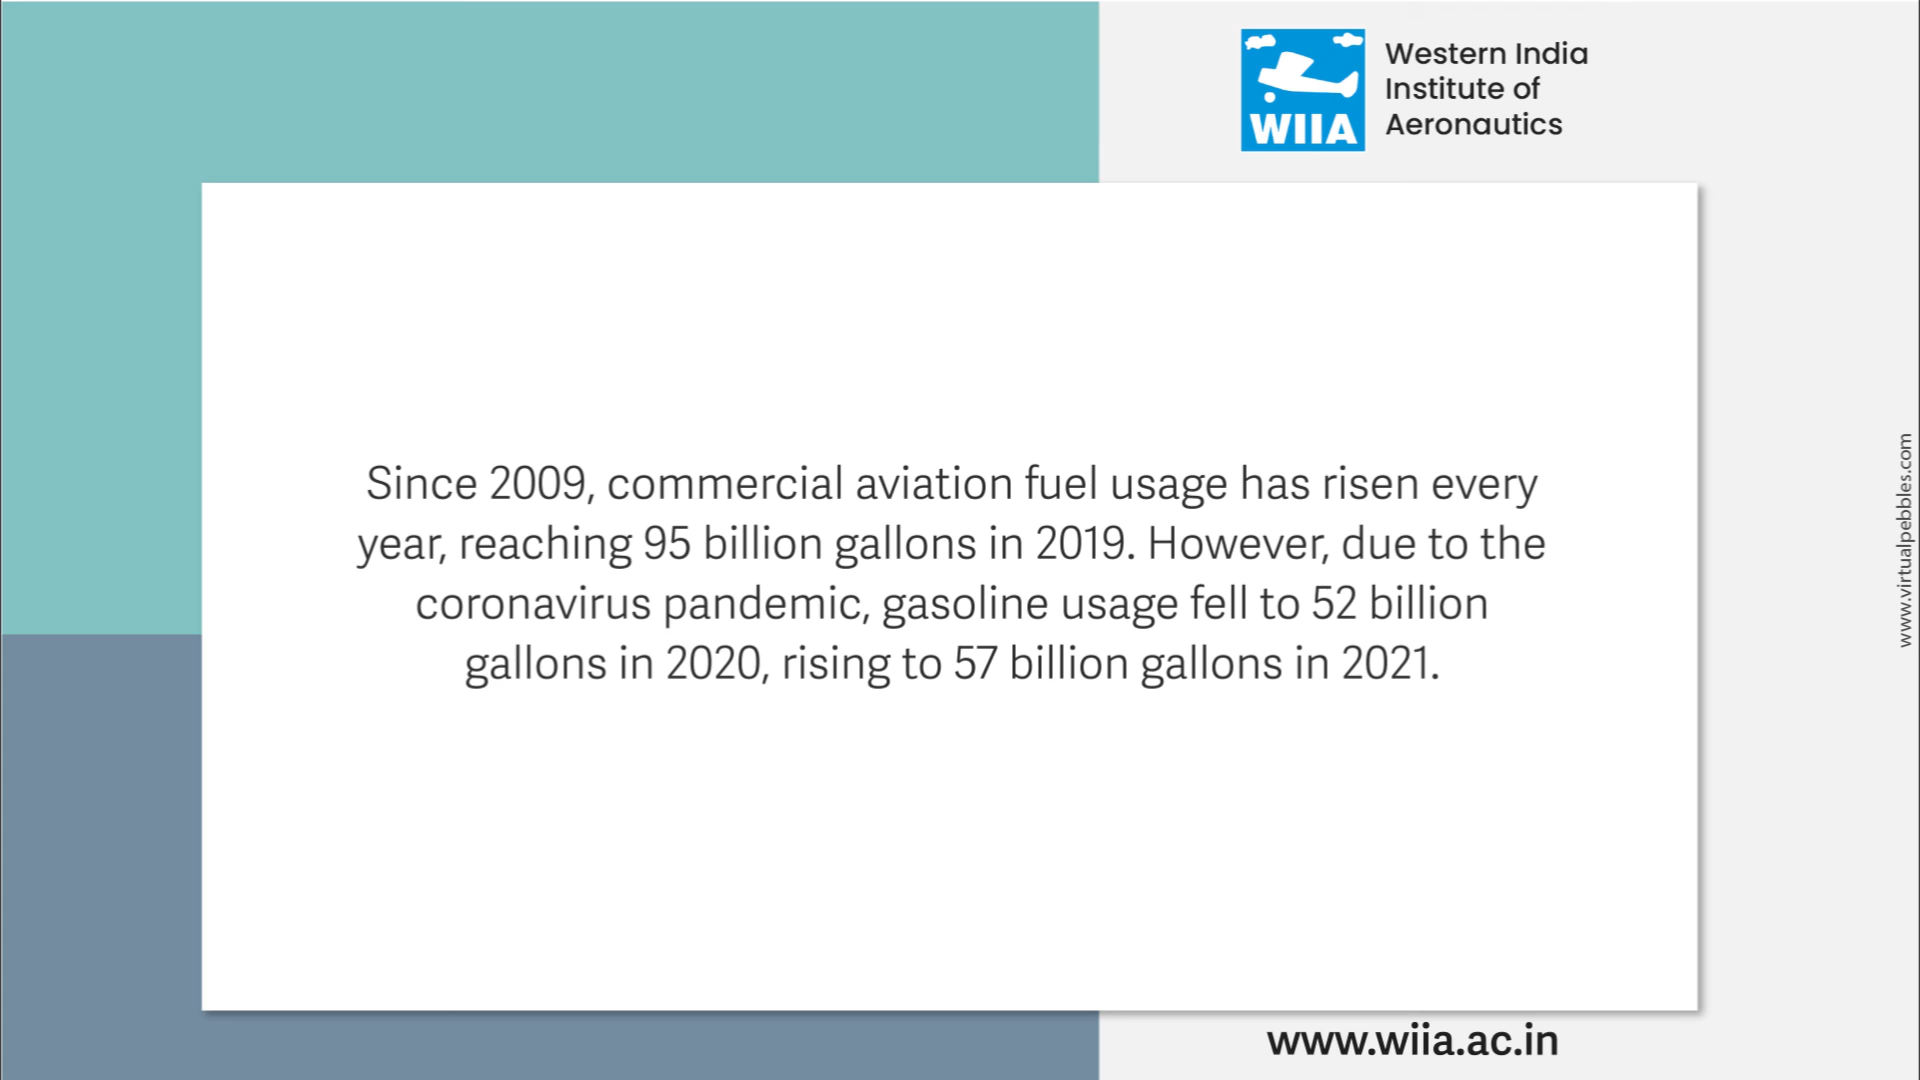 WIIA
Western India
Institute of
Aeronautics
Since 2009, commercial aviation fuel usage has risen every
year, reaching 95 billion gallons in 2019. However, due to the
coronavirus pandemic, gasoline usage fell to 52 billion
gallons in 2020, rising to 57 billion gallons in 2021.
www.virtualpebbles.com
www.wiia.ac.in